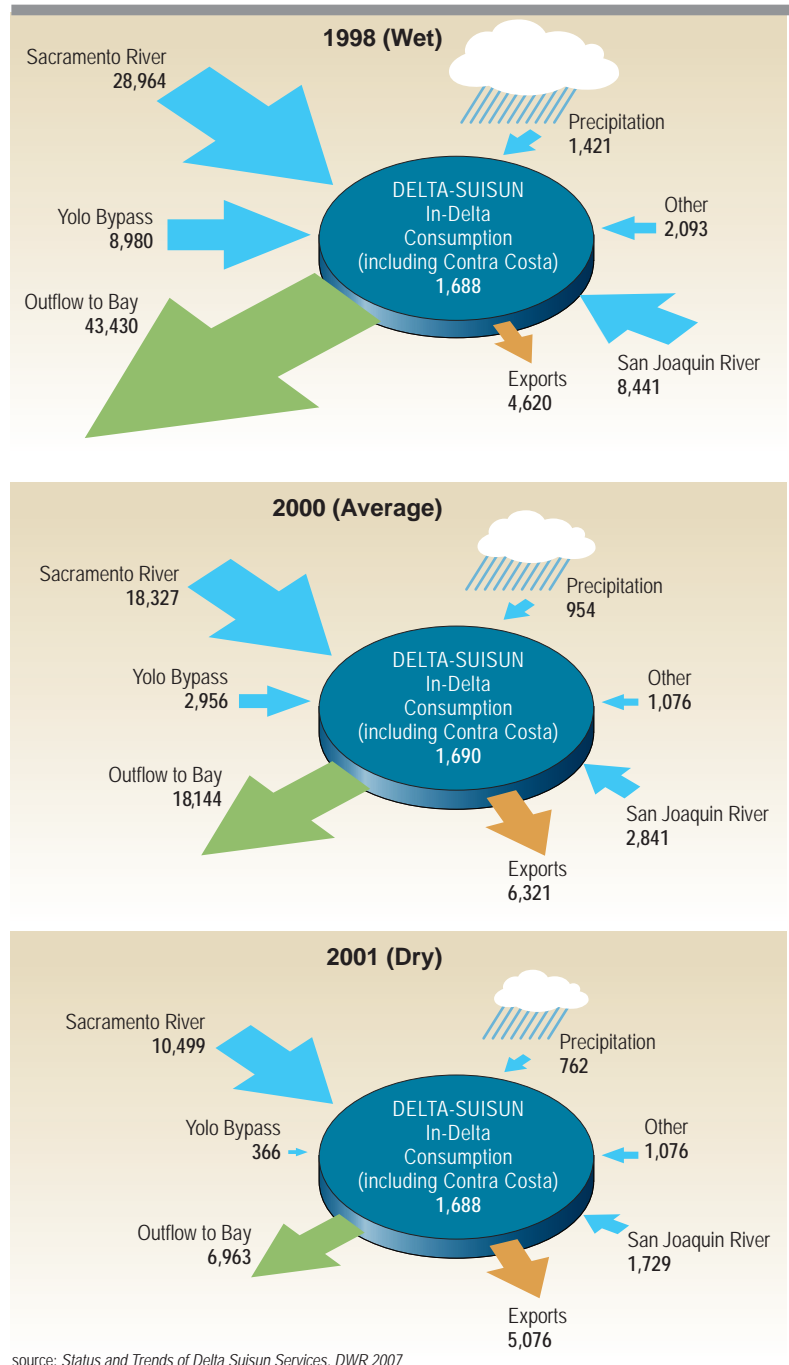 1998 (Wet)
Sacramento River
28,964
Precipitation
1,421
DELTA-SUISUN
In-Delta
Consumption
(including Contra Costa)
1,688
Yolo Bypass
8,980
Other
2,093
Outflow to Bay
43,430
Exports
4,620
San Joaquin River
8,441
2000 (Average)
Sacramento River
18,327
Precipitation
954
DELTA-SUISUN
In-Delta
Consumption
(including Contra Costa)
1,690
Yolo Bypass
2,956
Other
1,076
Outflow to Bay
18,144
San Joaquin River
2,841
Exports
6,321
2001 (Dry)
Sacramento River
10,499
Precipitation
762
DELTA-SUISUN
In-Delta
Consumption
(including Contra Costa)
1,688
Yolo Bypass
366
Other
1,076
Outflow to Bay
6,963
San Joaquin River
1,729
Exports
5,076
source: Status and Trends of Delta Suisun Services, DWR 2007